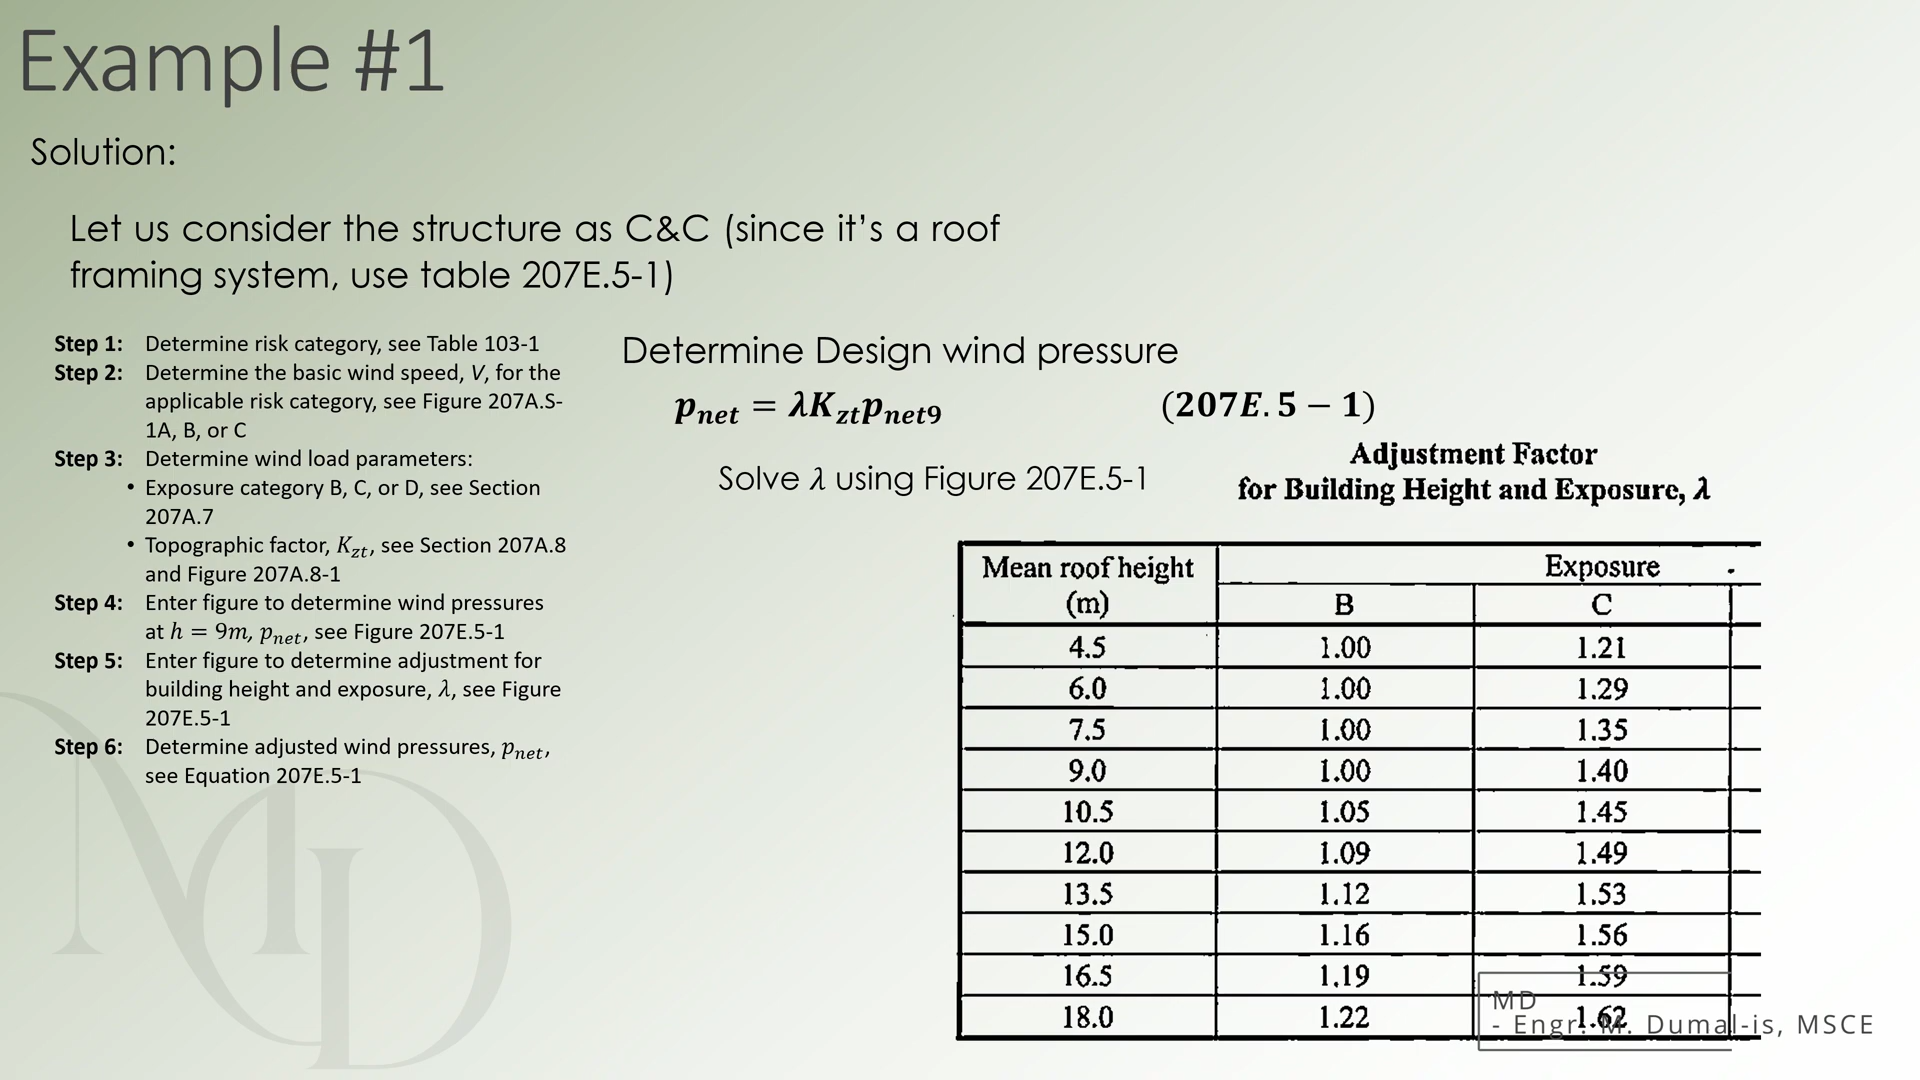 Example #1
Solution:
Let us consider the structure as C&C (since it's a roof
framing system, use table 207E.5-1)
Step 1: Determine risk category, see Table 103-1
Step 2: Determine the basic wind speed, V, for the
applicable risk category, see Figure 207A.S-
1A, B, or C
Step 3: Determine wind load parameters:
• Exposure category B, C, or D, see Section
207A.7
• Topographic factor, K_zt, see Section 207A.8
and Figure 207A.8-1
Step 4: Enter figure to determine wind pressures
at h = 9m, p_net, see Figure 207E.5-1
Step 5: Enter figure to determine adjustment for
building height and exposure, λ, see Figure
207E.5-1
Step 6: Determine adjusted wind pressures, p_net,
see Equation 207E.5-1
Determine Design wind pressure
p_net = λK_zt p_net9 (207E.5 − 1)
Solve λ using Figure 207E.5-1
Adjustment Factor
for Building Height and Exposure, λ
Mean roof height
(m)
Exposure
B C
4.5 1.00 1.21
6.0 1.00 1.29
7.5 1.00 1.35
9.0 1.00 1.40
10.5 1.05 1.45
12.0 1.09 1.49
13.5 1.12 1.53
15.0 1.16 1.56
16.5 1.19 1.59
18.0 1.22 1.62
MD
- Engr. M. Dumal-is, MSCE